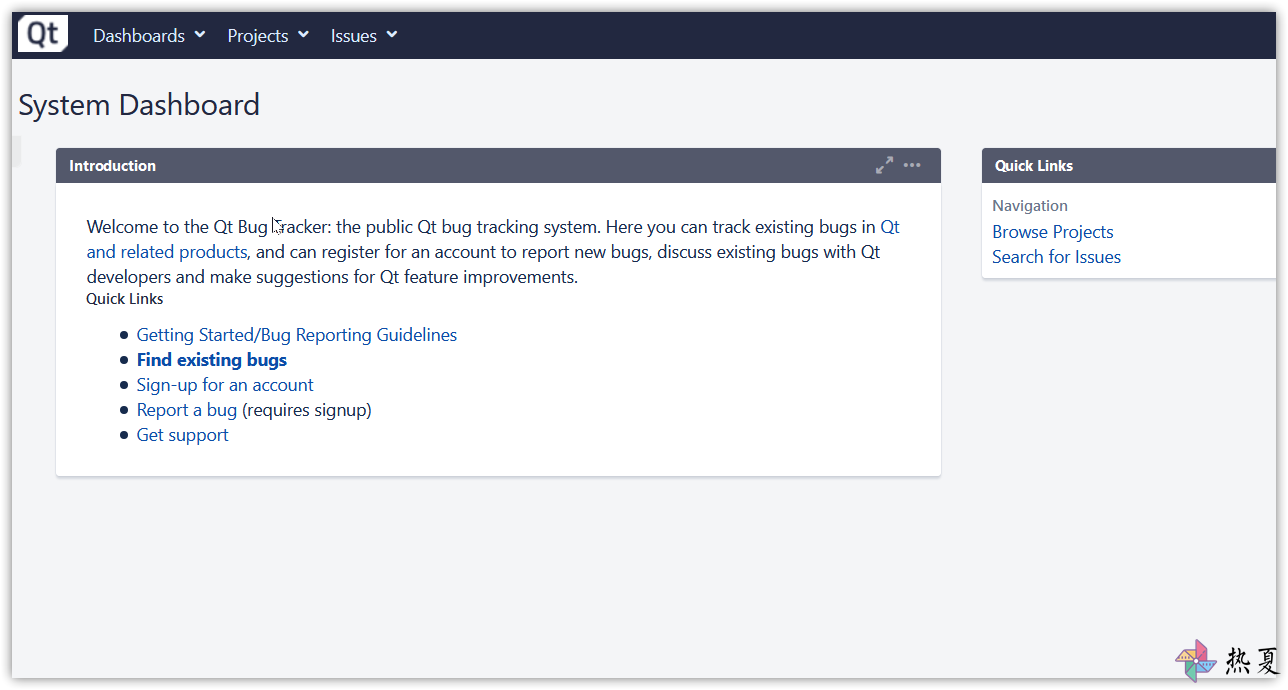 Qt Dashboards Projects Issues
System Dashboard
Introduction
Welcome to the Qt Bug Tracker: the public Qt bug tracking system. Here you can track existing bugs in Qt
and related products, and can register for an account to report new bugs, discuss existing bugs with Qt
developers and make suggestions for Qt feature improvements.
Quick Links
Getting Started/Bug Reporting Guidelines
Find existing bugs
Sign-up for an account
Report a bug (requires signup)
Get support
Quick Links
Navigation
Browse Projects
Search for Issues
热夏